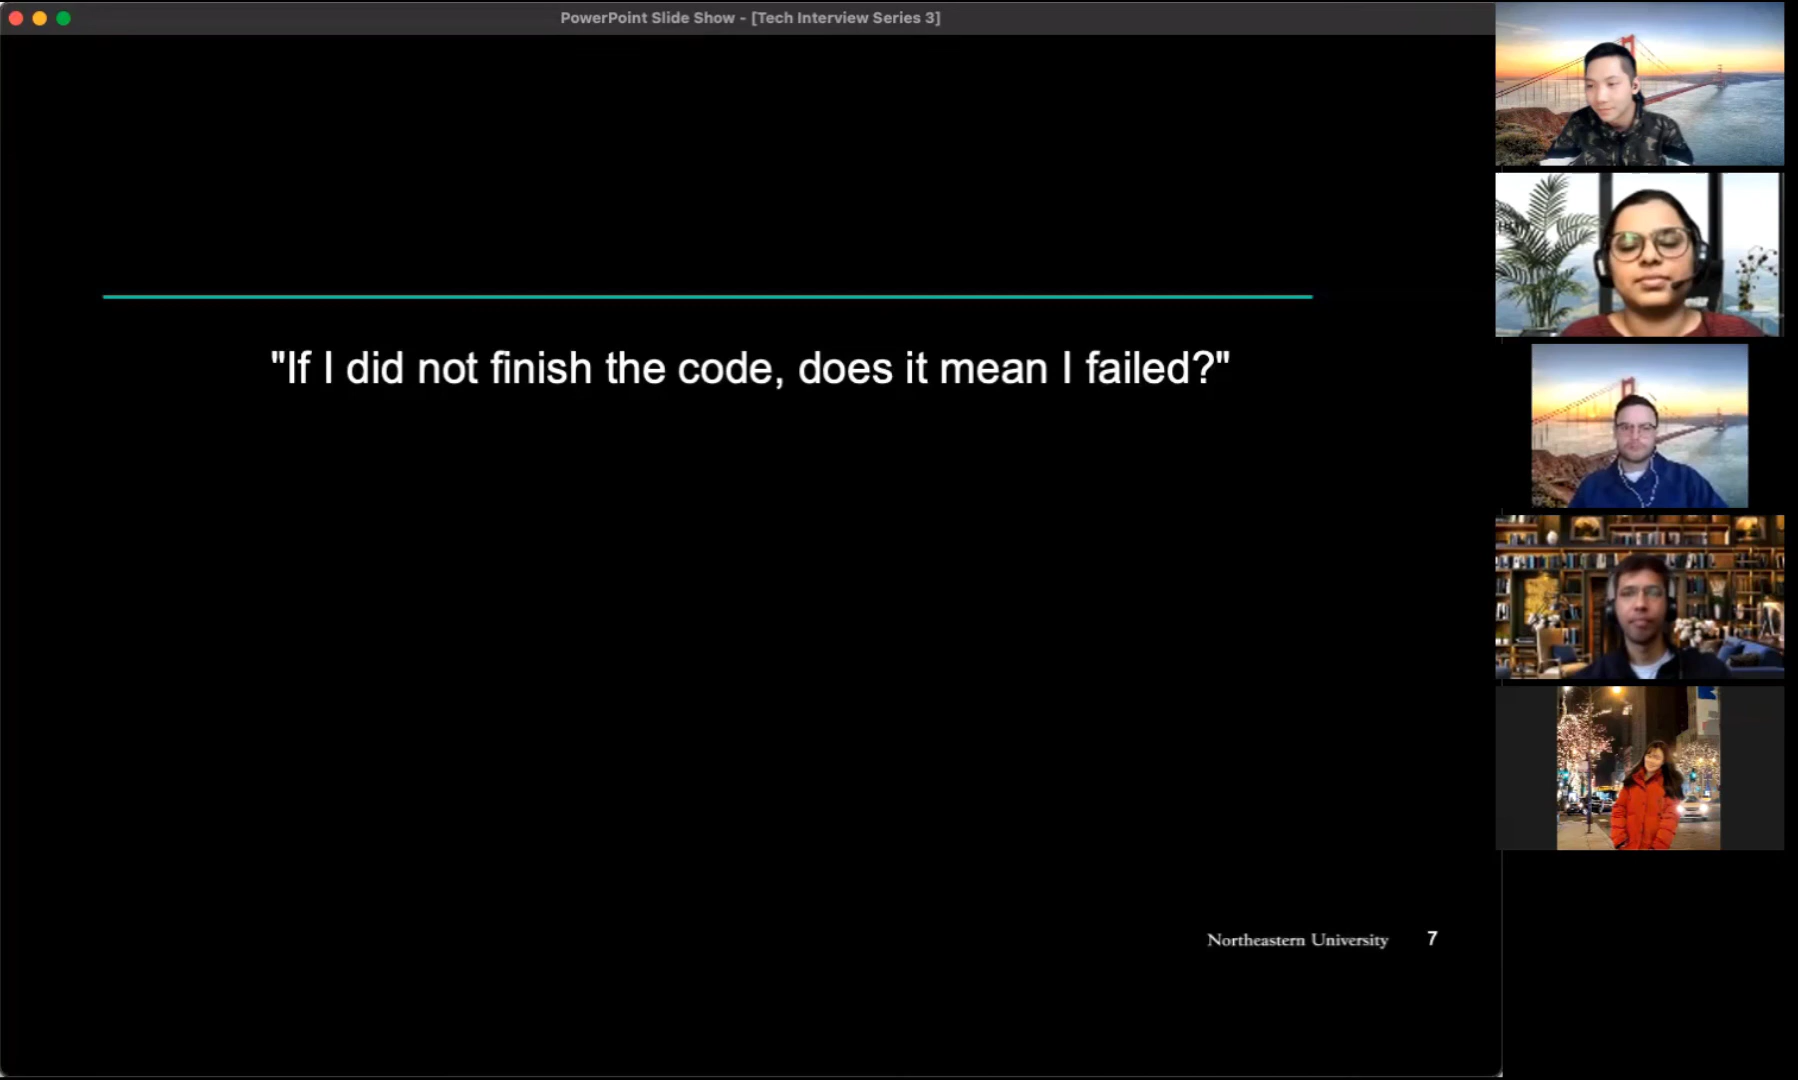 PowerPoint Slide Show - [Tech Interview Series 3]
"If I did not finish the code, does it mean I failed?"
Northeastern University 7